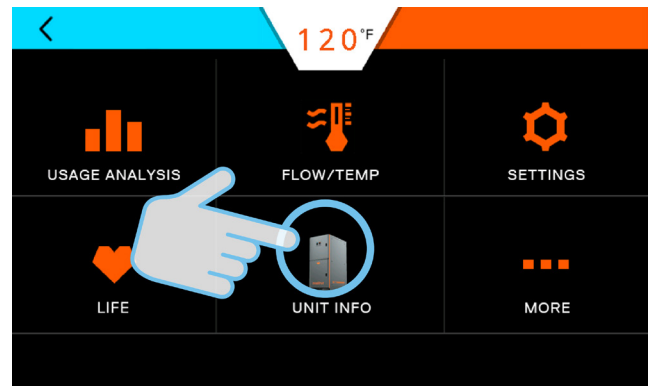 120°F
USAGE ANALYSIS
FLOW/TEMP
SETTINGS
LIFE
UNIT INFO
MORE